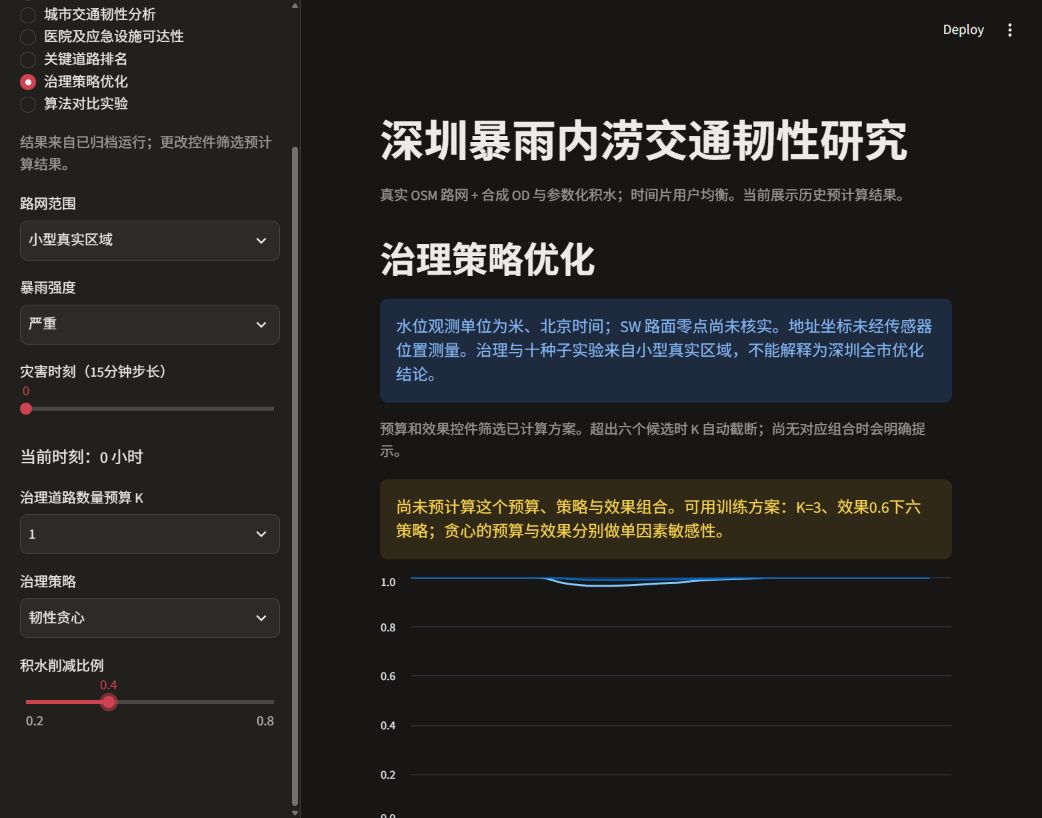 城市交通韧性分析
医院及应急设施可达性
关键道路排名
治理策略优化
算法对比实验
结果来自已归档运行；更改控件筛选预计
算结果。
路网范围
小型真实区域
暴雨强度
严重
灾害时刻（15分钟步长）
0
当前时刻：0 小时
治理道路数量预算 K
1
治理策略
韧性贪心
积水削减比例
0.4
0.2
0.8
Deploy
深圳暴雨内涝交通韧性研究
真实 OSM 路网 + 合成 OD 与参数化积水；时间片用户均衡。当前展示历史预计算结果。
治理策略优化
水位观测单位为米、北京时间；SW 路面零点尚未核实。地址坐标未经传感器
位置测量。治理与十种子实验来自小型真实区域，不能解释为深圳全市优化
结论。
预算和效果控件筛选已计算方案。超出六个候选时 K 自动截断；尚无对应组合时会明确提
示。
尚未预计算这个预算、策略与效果组合。可用训练方案：K=3、效果0.6下六
策略；贪心的预算与效果分别做单因素敏感性。
1.0
0.8
0.6
0.4
0.2
0.0